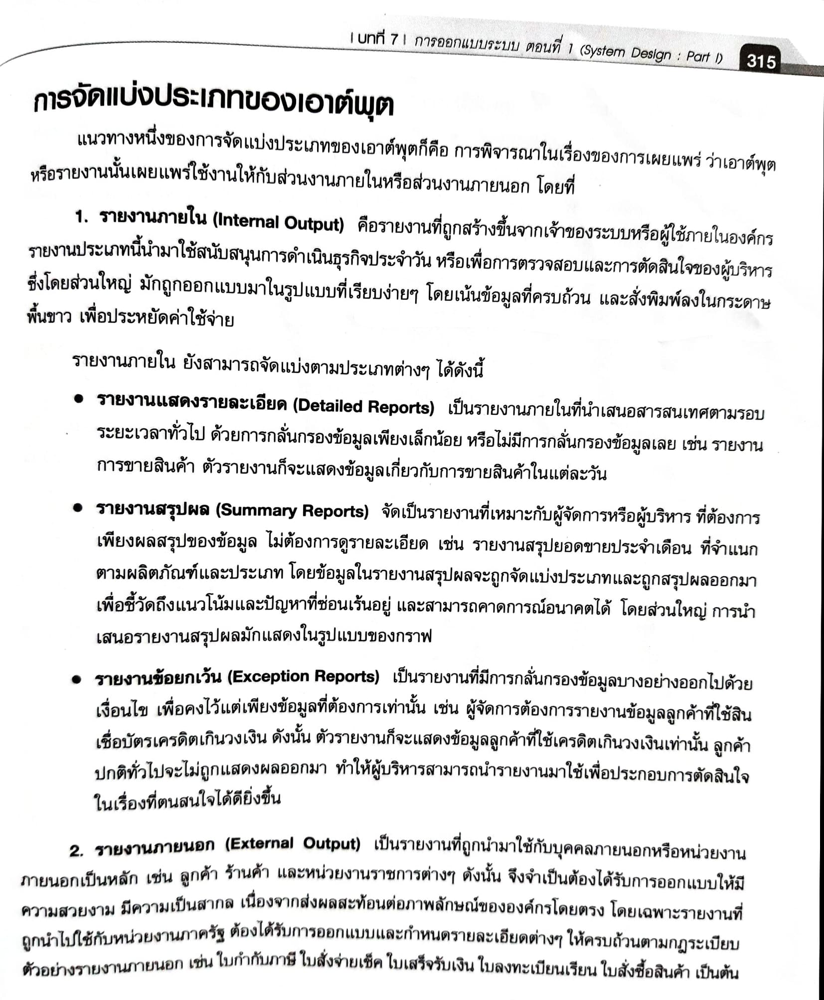 | บทที่ 7 | การออกแบบระบบ ตอนที่ 1 (System Design : Part I) 315
การจัดแบ่งประเภทของเอาต์พุต
แนวทางหนึ่งของการจัดแบ่งประเภทของเอาต์พุตก็คือ การพิจารณาในเรื่องของการเผยแพร่ ว่าเอาต์พุต
หรือรายงานนั้นเผยแพร่ใช้งานให้กับส่วนงานภายในหรือส่วนงานภายนอก โดยที่
1. รายงานภายใน (Internal Output) คือรายงานที่ถูกสร้างขึ้นจากเจ้าของระบบหรือผู้ใช้ภายในองค์กร
รายงานประเภทนี้นำมาใช้สนับสนุนการดำเนินธุรกิจประจำวัน หรือเพื่อการตรวจสอบและการตัดสินใจของผู้บริหาร
ซึ่งโดยส่วนใหญ่ มักถูกออกแบบมาในรูปแบบที่เรียบง่ายๆ โดยเน้นข้อมูลที่ครบถ้วน และสั่งพิมพ์ลงในกระดาษ
พื้นขาว เพื่อประหยัดค่าใช้จ่าย
รายงานภายใน ยังสามารถจัดแบ่งตามประเภทต่างๆ ได้ดังนี้
● รายงานแสดงรายละเอียด (Detailed Reports) เป็นรายงานภายในที่นำเสนอสารสนเทศตามรอบ
ระยะเวลาทั่วไป ด้วยการกลั่นกรองข้อมูลเพียงเล็กน้อย หรือไม่มีการกลั่นกรองข้อมูลเลย เช่น รายงาน
การขายสินค้า ตัวรายงานก็จะแสดงข้อมูลเกี่ยวกับการขายสินค้าในแต่ละวัน
● รายงานสรุปผล (Summary Reports) จัดเป็นรายงานที่เหมาะกับผู้จัดการหรือผู้บริหาร ที่ต้องการ
เพียงผลสรุปของข้อมูล ไม่ต้องการดูรายละเอียด เช่น รายงานสรุปยอดขายประจำเดือน ที่จำแนก
ตามผลิตภัณฑ์และประเภท โดยข้อมูลในรายงานสรุปผลจะถูกจัดแบ่งประเภทและถูกสรุปผลออกมา
เพื่อชี้วัดถึงแนวโน้มและปัญหาที่ซ่อนเร้นอยู่ และสามารถคาดการณ์อนาคตได้ โดยส่วนใหญ่ การนำ
เสนอรายงานสรุปผลมักแสดงในรูปแบบของกราฟ
● รายงานข้อยกเว้น (Exception Reports) เป็นรายงานที่มีการกลั่นกรองข้อมูลบางอย่างออกไปด้วย
เงื่อนไข เพื่อคงไว้แต่เพียงข้อมูลที่ต้องการเท่านั้น เช่น ผู้จัดการต้องการรายงานข้อมูลลูกค้าที่ใช้สิน
เชื่อบัตรเครดิตเกินวงเงิน ดังนั้น ตัวรายงานก็จะแสดงข้อมูลลูกค้าที่ใช้เครดิตเกินวงเงินเท่านั้น ลูกค้า
ปกติทั่วไปจะไม่ถูกแสดงผลออกมา ทำให้ผู้บริหารสามารถนำรายงานมาใช้เพื่อประกอบการตัดสินใจ
ในเรื่องที่ตนสนใจได้ดียิ่งขึ้น
2. รายงานภายนอก (External Output) เป็นรายงานที่ถูกนำมาใช้กับบุคคลภายนอกหรือหน่วยงาน
ภายนอกเป็นหลัก เช่น ลูกค้า ร้านค้า และหน่วยงานราชการต่างๆ ดังนั้น จึงจำเป็นต้องได้รับการออกแบบให้มี
ความสวยงาม มีความเป็นสากล เนื่องจากส่งผลสะท้อนต่อภาพลักษณ์ขององค์กรโดยตรง โดยเฉพาะรายงานที่
ถูกนำไปใช้กับหน่วยงานภาครัฐ ต้องได้รับการออกแบบและกำหนดรายละเอียดต่างๆ ให้ครบถ้วนตามกฎระเบียบ
ตัวอย่างรายงานภายนอก เช่น ใบกำกับภาษี ใบสั่งจ่ายเช็ค ใบเสร็จรับเงิน ใบลงทะเบียนเรียน ใบสั่งซื้อสินค้า เป็นต้น